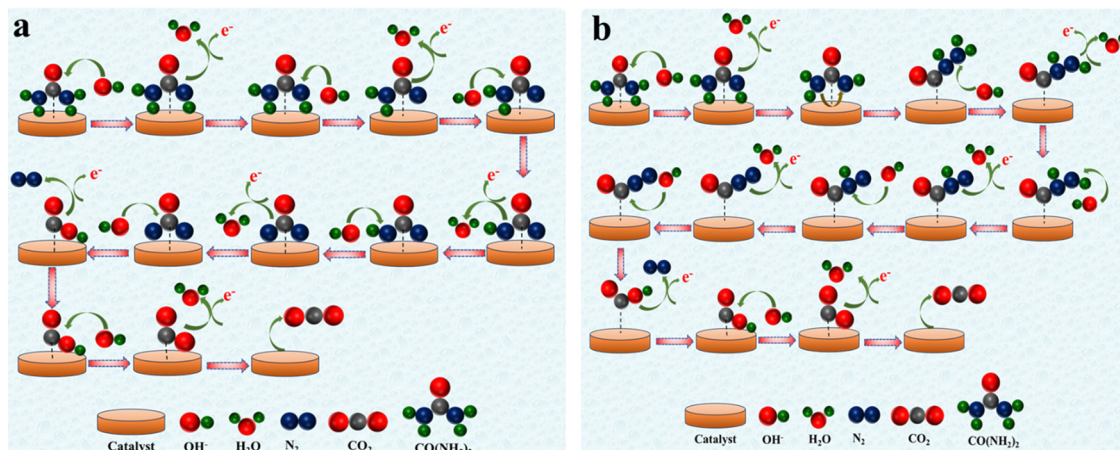 a
e-
e-
e-
e-
e-
e-
Catalyst
OH-
H2O
N2
CO2
CO(NH2)2
b
e-
e-
e-
e-
e-
e-
Catalyst
OH-
H2O
N2
CO2
CO(NH2)2